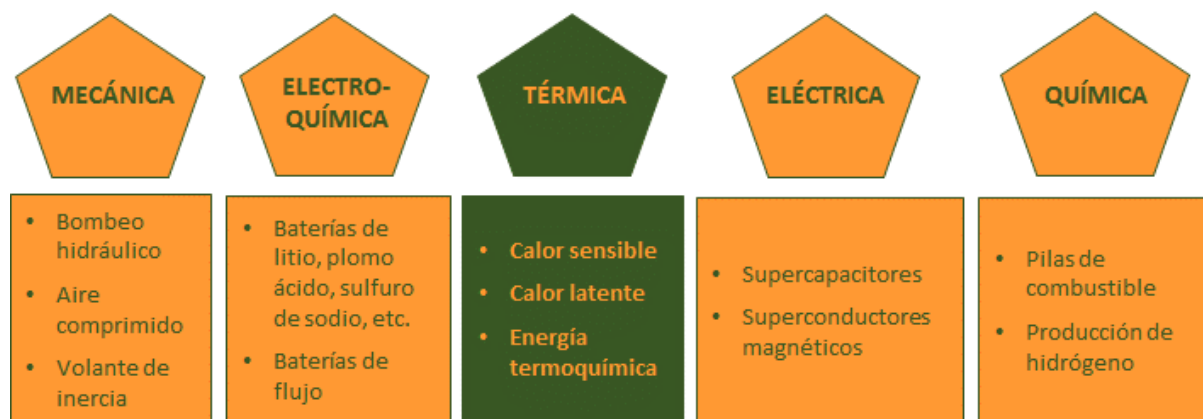 MECÁNICA
ELECTRO-
QUÍMICA
TÉRMICA
ELÉCTRICA
QUÍMICA
• Bombeo
hidráulico
• Aire
comprimido
• Volante de
inercia
• Baterías de
litio, plomo
ácido, sulfuro
de sodio, etc.
• Baterías de
flujo
• Calor sensible
• Calor latente
• Energía
termoquímica
• Supercapacitores
• Superconductores
magnéticos
• Pilas de
combustible
• Producción de
hidrógeno